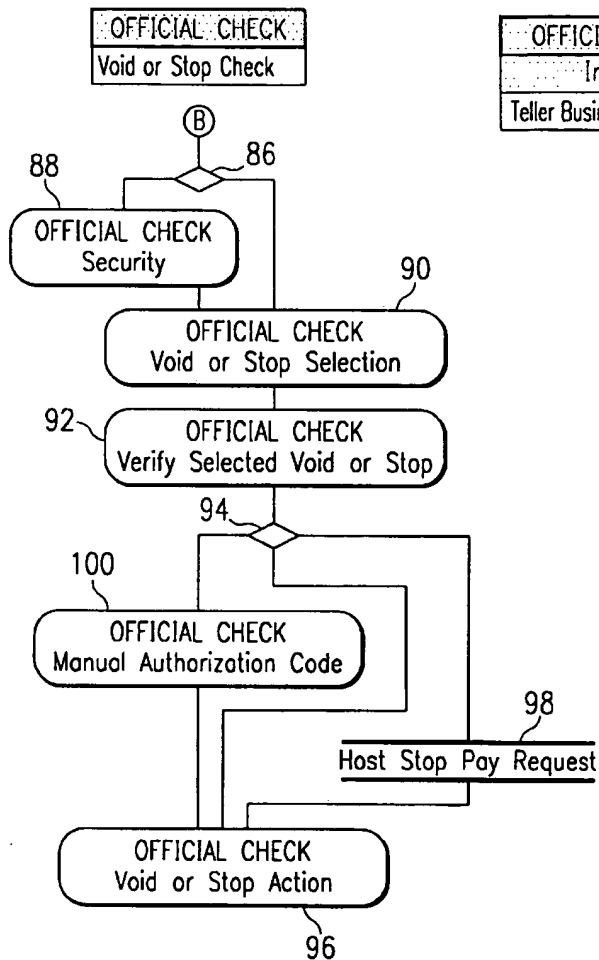 OFFICIAL CHECK
Void or Stop Check
Teller
B
86
88
OFFICIAL CHECK
Security
90
OFFICIAL CHECK
Void or Stop Selection
92
OFFICIAL CHECK
Verify Selected Void or Stop
94
100
OFFICIAL CHECK
Manual Authorization Code
98
Host Stop Pay Request
OFFICIAL CHECK
Void or Stop Action
96